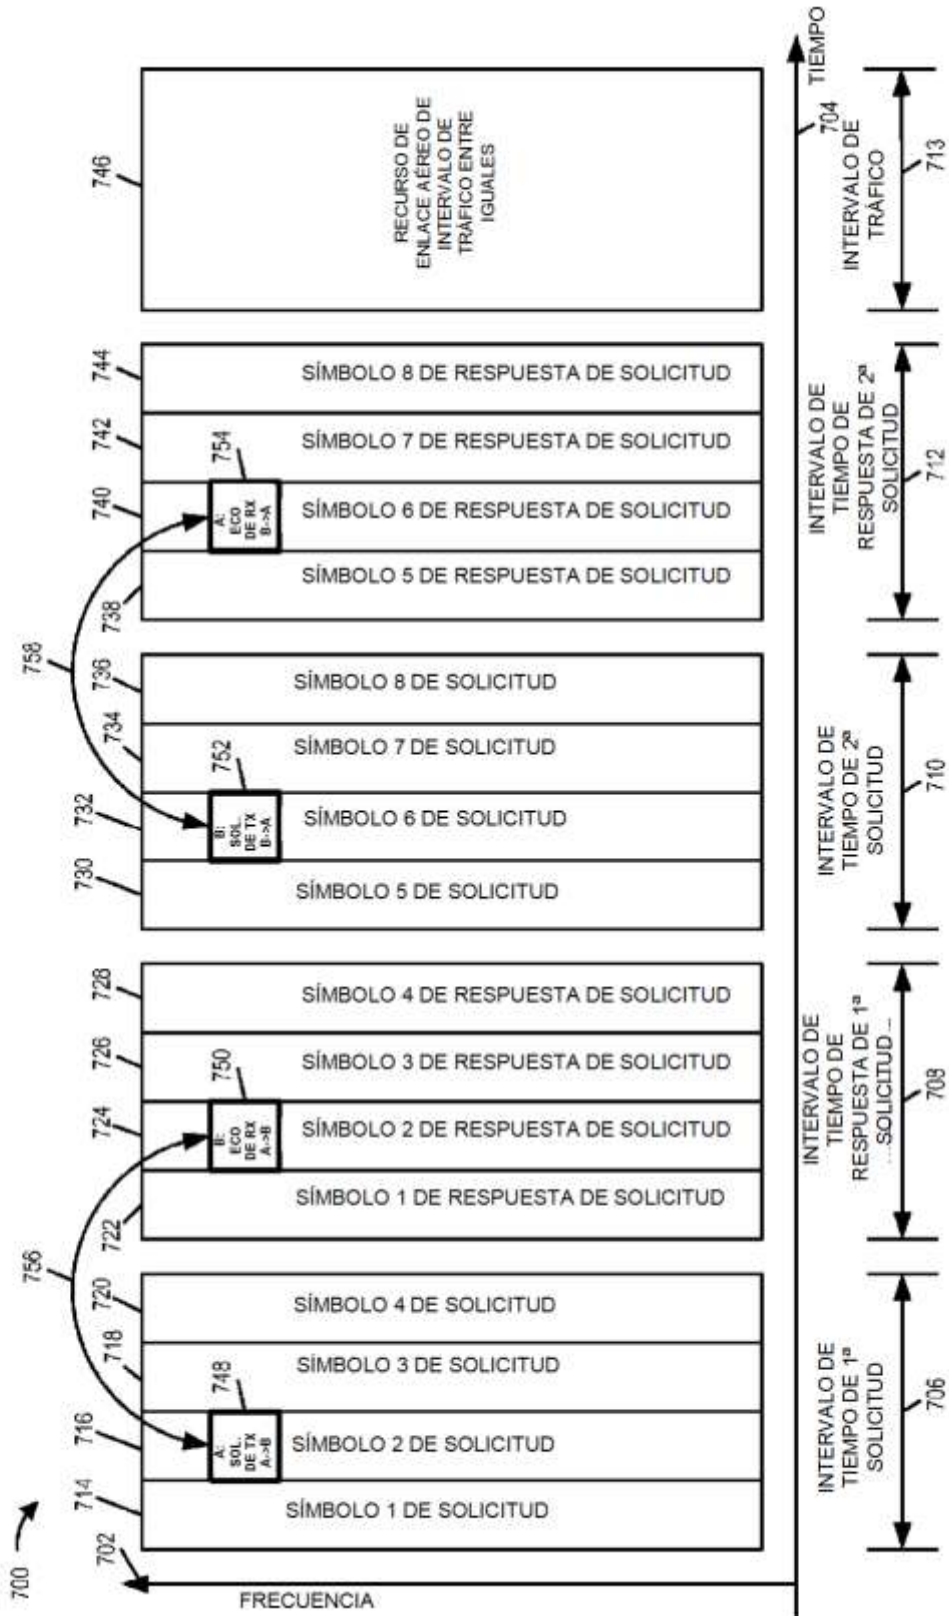 700
702
FRECUENCIA
704
TIEMPO
714
716
718
720
722
724
726
728
730
732
734
736
738
740
742
744
746
756
758
SÍMBOLO 1 DE SOLICITUD
SÍMBOLO 2 DE SOLICITUD
SÍMBOLO 3 DE SOLICITUD
SÍMBOLO 4 DE SOLICITUD
748
A:
SOL.
DE TX
A->B
SÍMBOLO 1 DE RESPUESTA DE SOLICITUD
SÍMBOLO 2 DE RESPUESTA DE SOLICITUD
SÍMBOLO 3 DE RESPUESTA DE SOLICITUD
SÍMBOLO 4 DE RESPUESTA DE SOLICITUD
750
B:
ECO
DE RX
A->B
SÍMBOLO 5 DE SOLICITUD
SÍMBOLO 6 DE SOLICITUD
SÍMBOLO 7 DE SOLICITUD
SÍMBOLO 8 DE SOLICITUD
752
B:
SOL.
DE TX
B->A
SÍMBOLO 5 DE RESPUESTA DE SOLICITUD
SÍMBOLO 6 DE RESPUESTA DE SOLICITUD
SÍMBOLO 7 DE RESPUESTA DE SOLICITUD
SÍMBOLO 8 DE RESPUESTA DE SOLICITUD
754
A:
ECO
DE RX
B->A
RECURSO DE
ENLACE AÉREO DE
INTERVALO DE
TRÁFICO ENTRE
IGUALES
INTERVALO DE
TIEMPO DE 1ª
SOLICITUD
706
INTERVALO DE
TIEMPO DE
RESPUESTA DE 1ª
SOLICITUD
708
INTERVALO DE
TIEMPO DE 2ª
SOLICITUD
710
INTERVALO DE
TIEMPO DE
RESPUESTA DE 2ª
SOLICITUD
712
INTERVALO DE
TRÁFICO
713